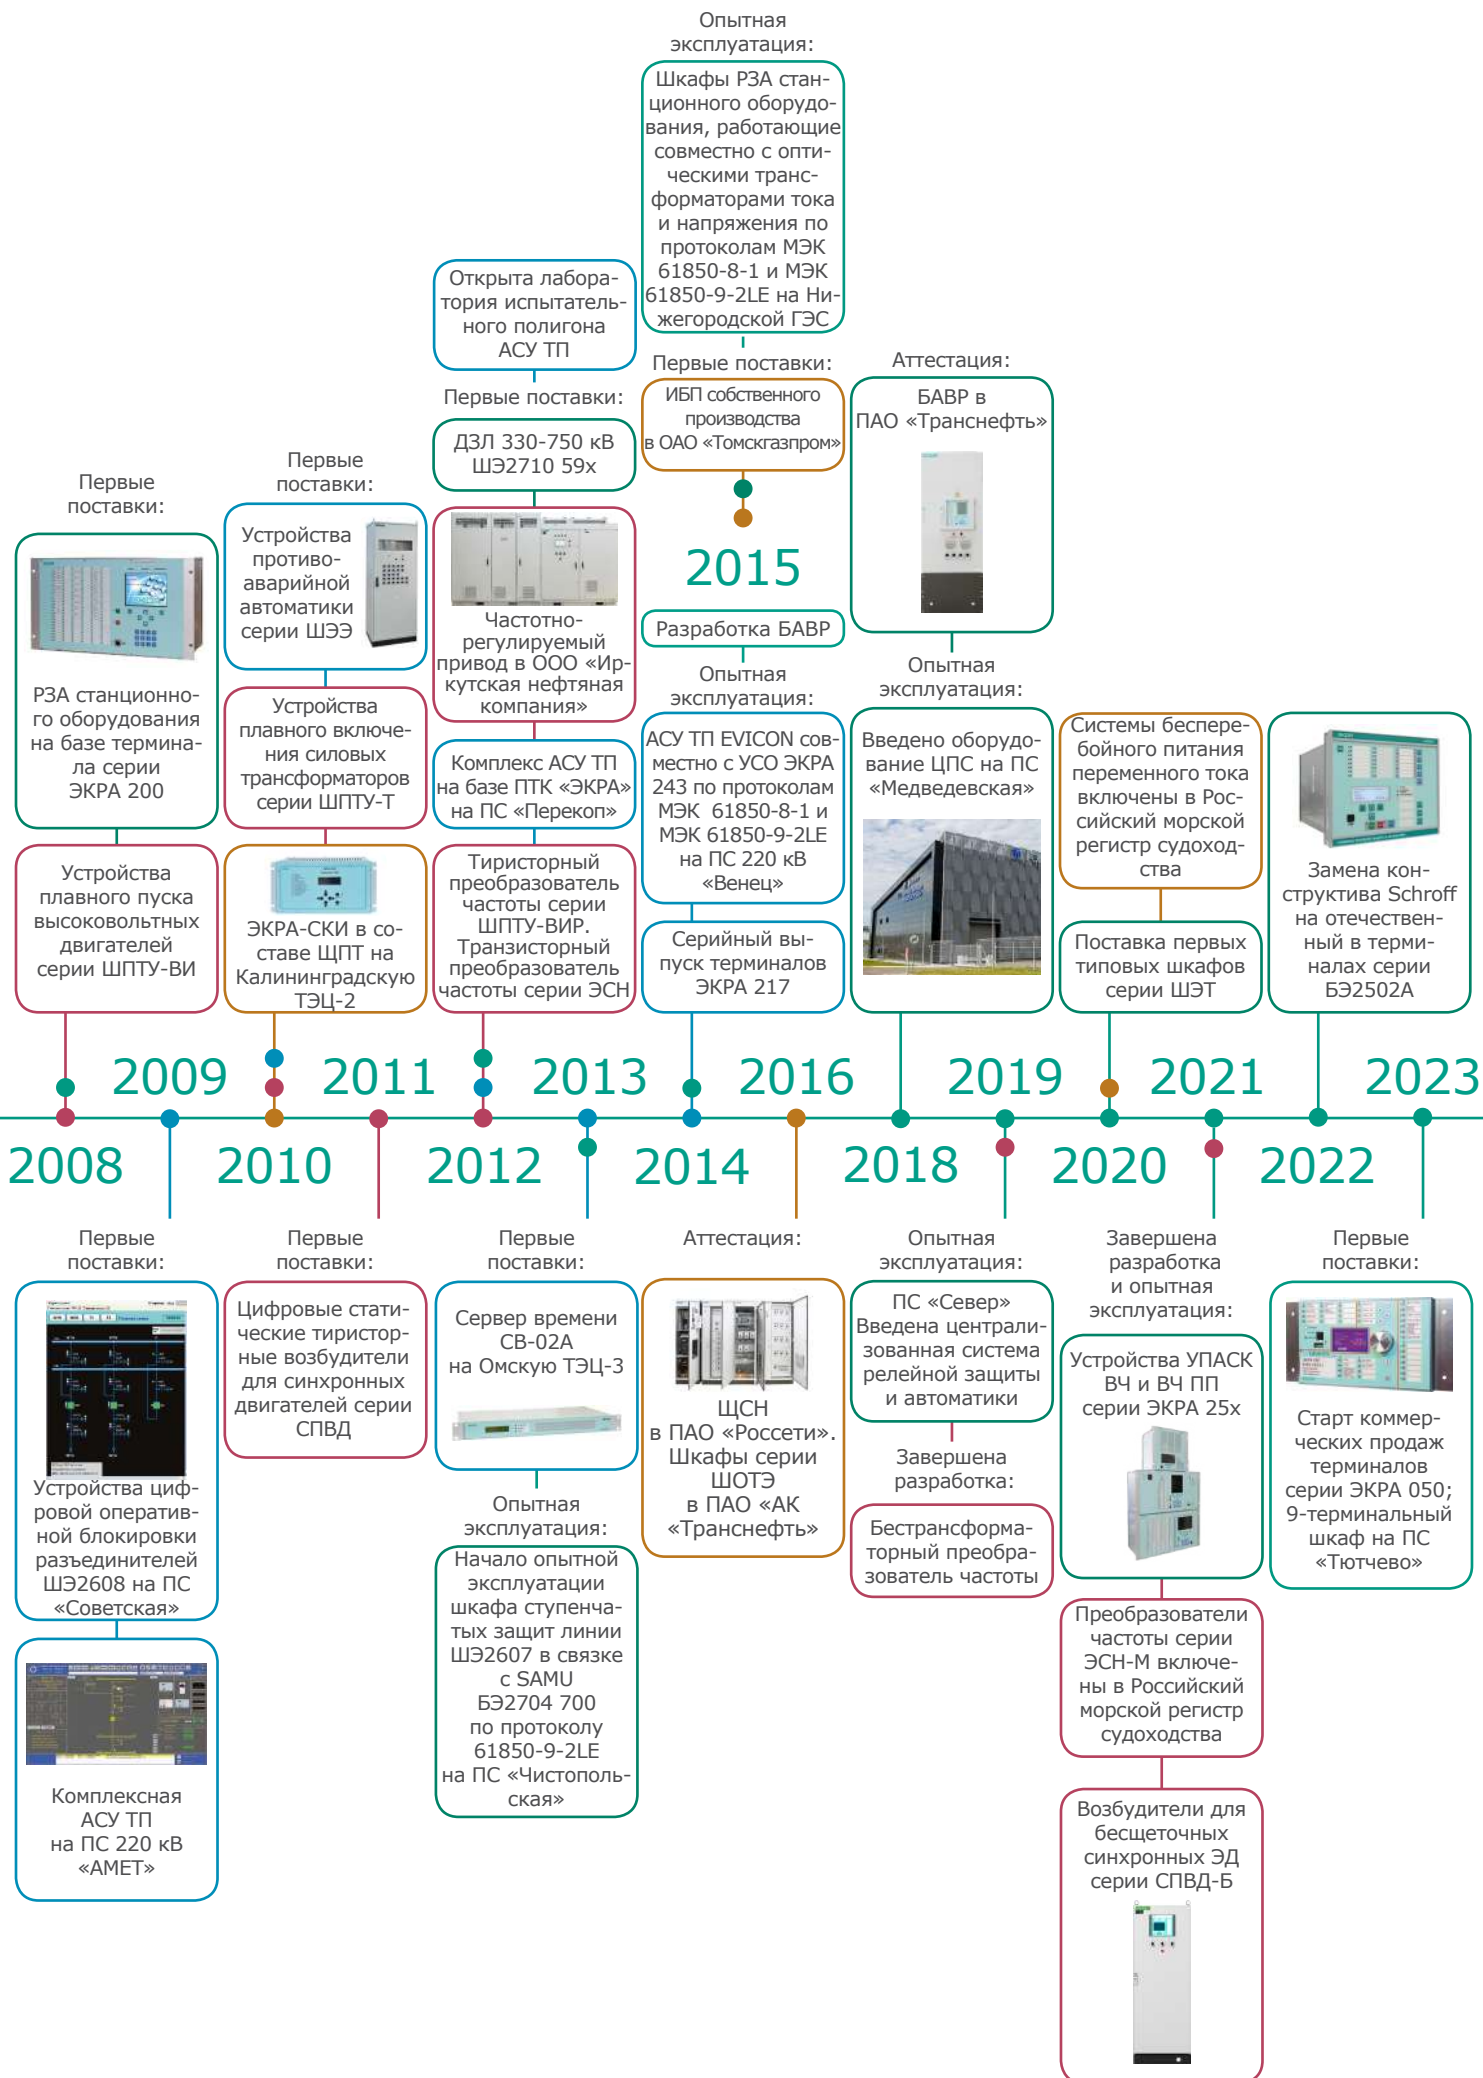 Первые
поставки:
РЗА станционно-
го оборудования
на базе термина-
ла серии
ЭКРА 200
Устройства
плавного пуска
высоковольтных
двигателей
серии ШПТУ-ВИ
Первые
поставки:
Устройства
противо-
аварийной
автоматики
серии ШЭЭ
Устройства
плавного включе-
ния силовых
трансформаторов
серии ШПТУ-Т
ЭКРА-СКИ в со-
ставе ЩПТ на
Калининградскую
ТЭЦ-2
Открыта лабора-
тория испытатель-
ного полигона
АСУ ТП
Первые поставки:
ДЗЛ 330-750 кВ
ШЭ2710 59х
Частотно-
регулируемый
привод в ООО «Ир-
кутская нефтяная
компания»
Комплекс АСУ ТП
на базе ПТК «ЭКРА»
на ПС «Перекоп»
Тиристорный
преобразователь
частоты серии
ШПТУ-ВИР.
Транзисторный
преобразователь
частоты серии ЭСН
Опытная
эксплуатация:
Шкафы РЗА стан-
ционного оборудо-
вания, работающие
совместно с опти-
ческими транс-
форматорами тока
и напряжения по
протоколам МЭК
61850-8-1 и МЭК
61850-9-2LE на Ни-
жегородской ГЭС
Первые поставки:
ИБП собственного
производства
в ОАО «Томскгазпром»
2015
Разработка БАВР
Опытная
эксплуатация:
АСУ ТП EVICON сов-
местно с УСО ЭКРА
243 по протоколам
МЭК 61850-8-1 и
МЭК 61850-9-2LE
на ПС 220 кВ
«Венец»
Серийный вы-
пуск терминалов
ЭКРА 217
Аттестация:
БАВР в
ПАО «Транснефть»
Опытная
эксплуатация:
Введено оборудо-
вание ЦПС на ПС
«Медведевская»
Системы беспере-
бойного питания
переменного тока
включены в Рос-
сийский морской
регистр судоход-
ства
Поставка первых
типовых шкафов
серии ШЭТ
Замена кон-
структива Schroff
на отечествен-
ный в терми-
налах серии
БЭ2502А
2009 2011 2013 2016 2019 2021 2023
2008 2010 2012 2014 2018 2020 2022
Первые
поставки:
Устройства циф-
ровой оператив-
ной блокировки
разъединителей
ШЭ2608 на ПС
«Советская»
Комплексная
АСУ ТП
на ПС 220 кВ
«АМЕТ»
Первые
поставки:
Цифровые стати-
ческие тиристор-
ные возбудители
для синхронных
двигателей серии
СПВД
Первые
поставки:
Сервер времени
СВ-02А
на Омскую ТЭЦ-3
Опытная
эксплуатация:
Начало опытной
эксплуатации
шкафа ступенча-
тых защит линии
ШЭ2607 в связке
с SAMU
БЭ2704 700
по протоколу
61850-9-2LE
на ПС «Чистополь-
ская»
Аттестация:
ЩСН
в ПАО «Россети».
Шкафы серии
ШОТЭ
в ПАО «АК
«Транснефть»
Опытная
эксплуатация:
ПС «Север»
Введена централи-
зованная система
релейной защиты
и автоматики
Завершена
разработка:
Бестрансформа-
торный преобра-
зователь частоты
Завершена
разработка
и опытная
эксплуатация:
Устройства УПАСК
ВЧ и ВЧ ПП
серии ЭКРА 25х
Преобразователи
частоты серии
ЭСН-М включе-
ны в Российский
морской регистр
судоходства
Возбудители для
бесщеточных
синхронных ЭД
серии СПВД-Б
Первые
поставки:
Старт коммер-
ческих продаж
терминалов
серии ЭКРА 050;
9-терминальный
шкаф на ПС
«Тютчево»